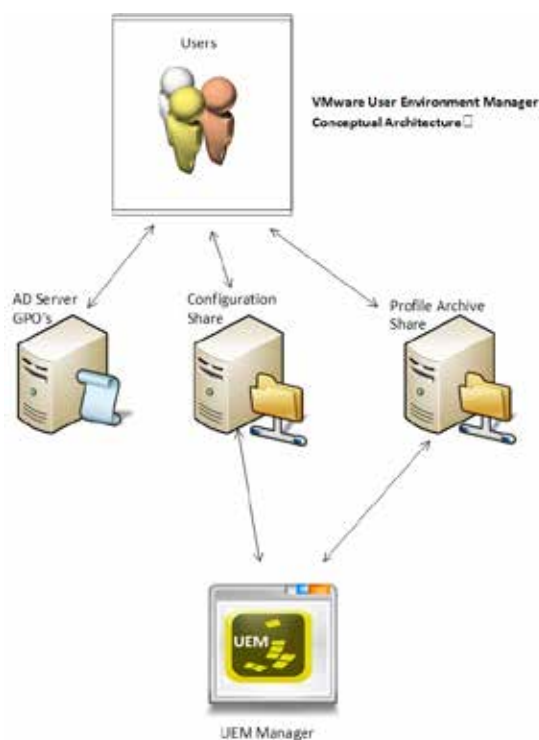 Users
VMware User Environment Manager
Conceptual Architecture
AD Server
GPO's
Configuration
Share
Profile Archive
Share
UEM
UEM Manager